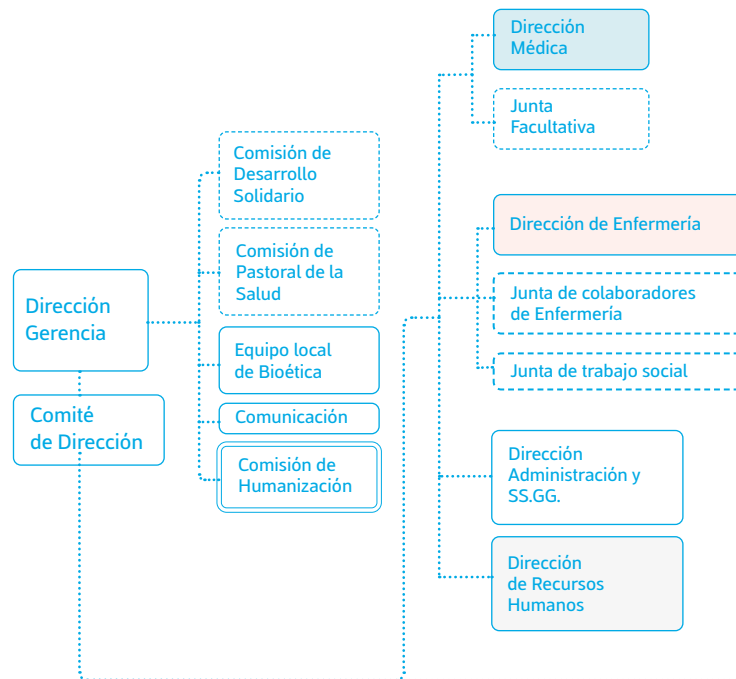 Dirección
Gerencia
Comité
de Dirección
Comisión de
Desarrollo
Solidario
Comisión de
Pastoral de la
Salud
Equipo local
de Bioética
Comunicación
Comisión de
Humanización
Dirección
Médica
Junta
Facultativa
Dirección de Enfermería
Junta de colaboradores
de Enfermería
Junta de trabajo social
Dirección
Administración y
SS.GG.
Dirección
de Recursos
Humanos